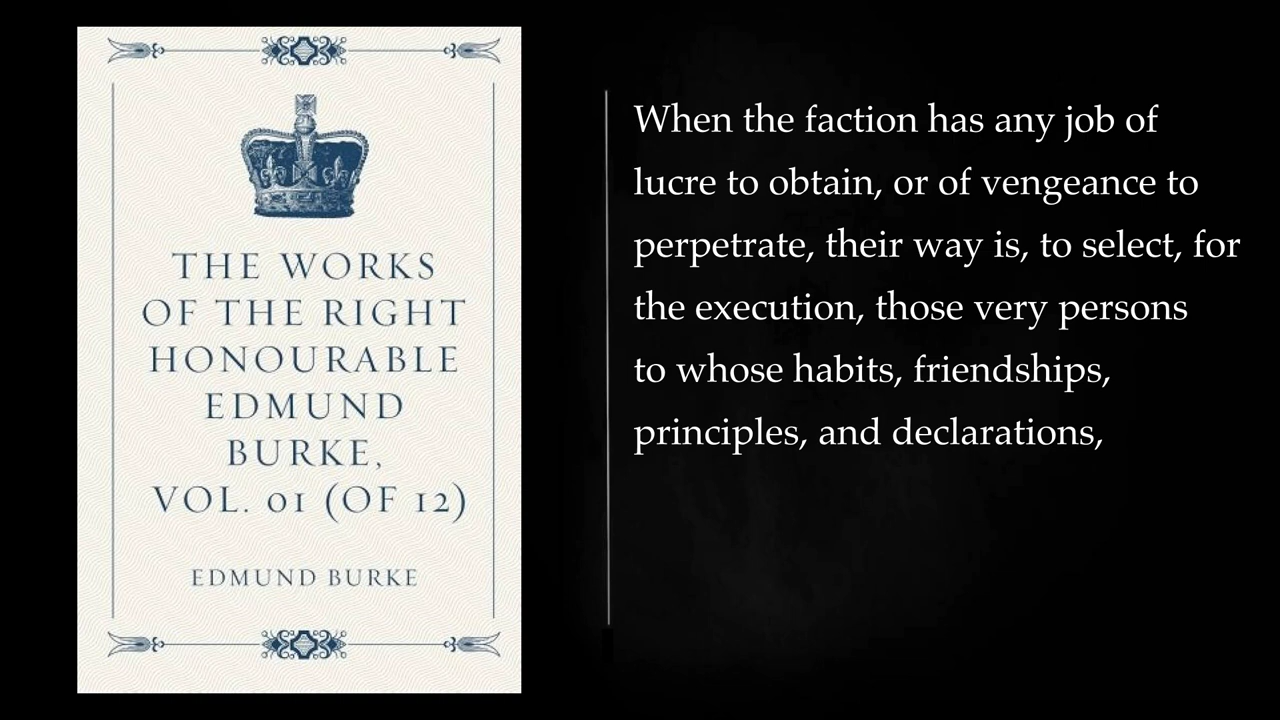 THE WORKS
OF THE RIGHT
HONOURABLE
EDMUND
BURKE,
VOL. 01 (OF 12)
EDMUND BURKE
When the faction has any job of
lucre to obtain, or of vengeance to
perpetrate, their way is, to select, for
the execution, those very persons
to whose habits, friendships,
principles, and declarations,